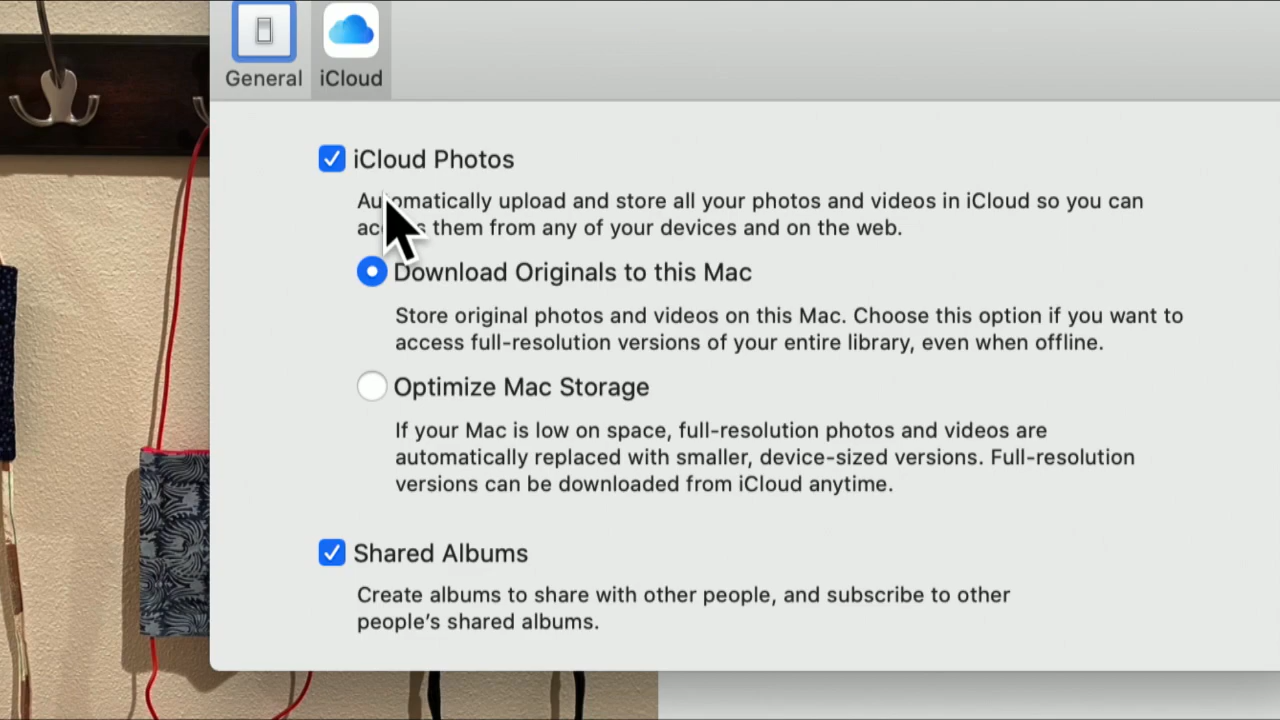 General
iCloud
iCloud Photos
Automatically upload and store all your photos and videos in iCloud so you can
access them from any of your devices and on the web.
Download Originals to this Mac
Store original photos and videos on this Mac. Choose this option if you want to
access full-resolution versions of your entire library, even when offline.
Optimize Mac Storage
If your Mac is low on space, full-resolution photos and videos are
automatically replaced with smaller, device-sized versions. Full-resolution
versions can be downloaded from iCloud anytime.
Shared Albums
Create albums to share with other people, and subscribe to other
people’s shared albums.